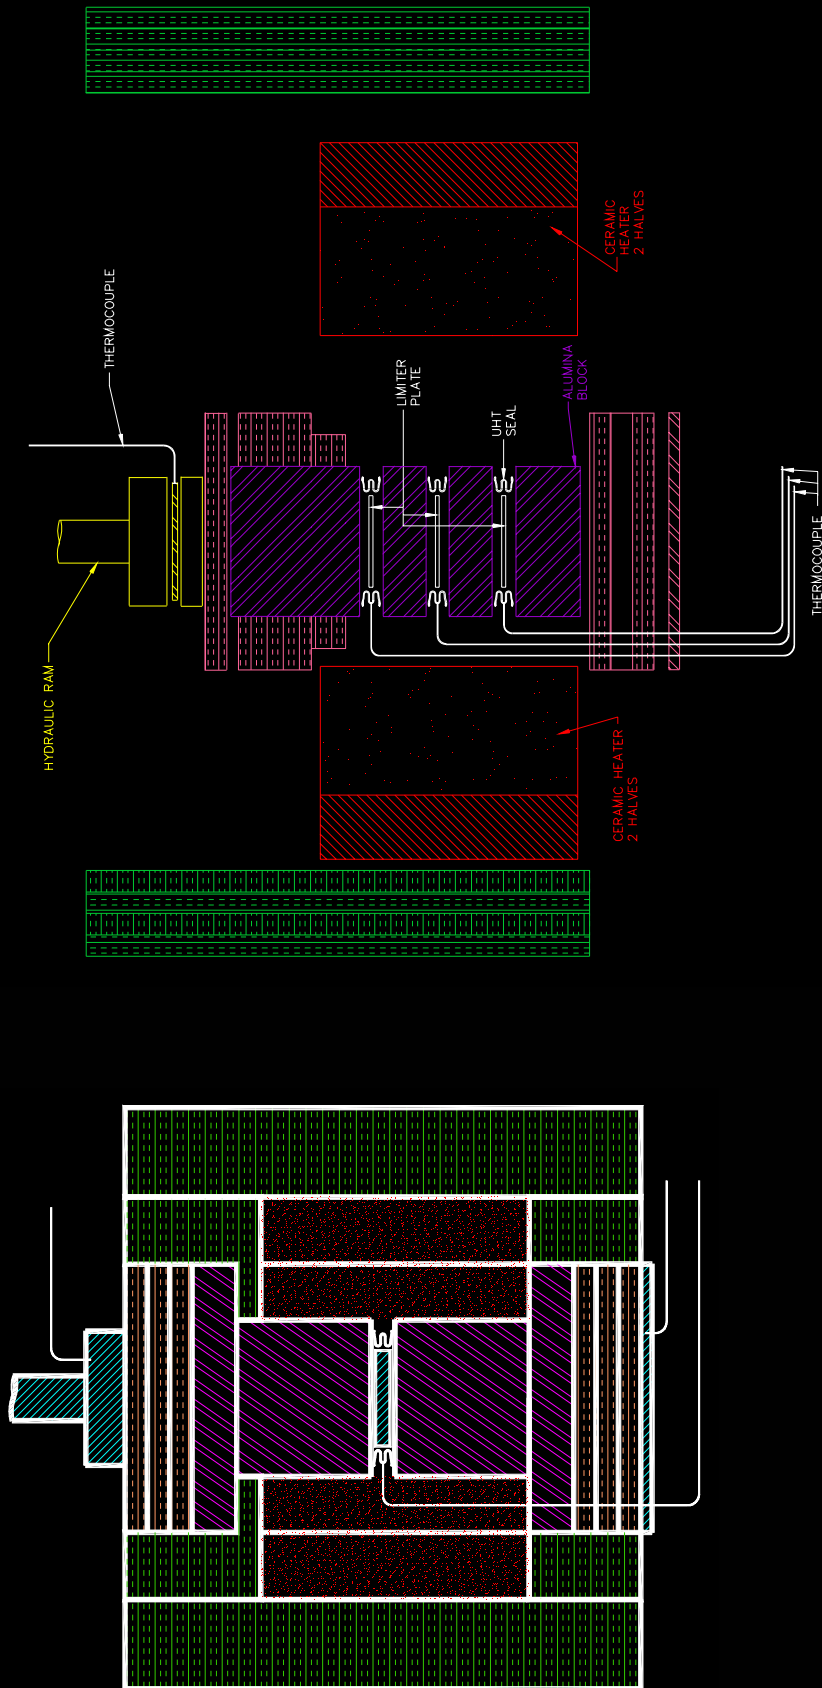 THERMOCOUPLE
HYDRAULIC RAM
LIMITER
PLATE
UHT
SEAL
ALUMINA
BLOCK
CERAMIC
HEATER
2 HALVES
CERAMIC HEATER
2 HALVES
THERMOCOUPLE